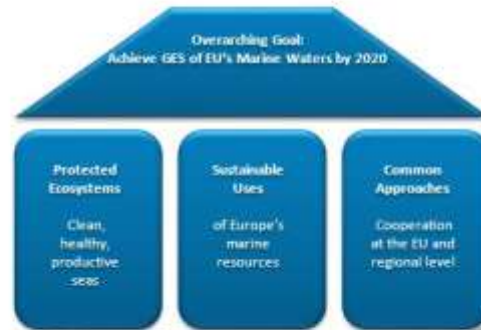 Overarching Goal:
Achieve GES of EU's Marine Waters by 2020
Protected
Ecosystems
Clean,
healthy,
productive
seas
Sustainable
Uses
of Europe's
marine
resources
Common
Approaches
Cooperation
at the EU and
regional level